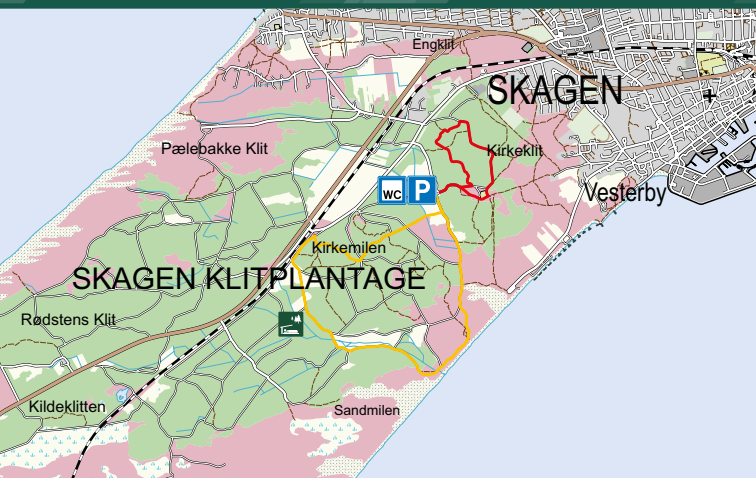 Engklit
SKAGEN
Pælebakke Klit
Kirkeklit
WC
P
Vesterby
Kirkemilen
SKAGEN KLITPLANTAGE
Rødstens Klit
Kildeklitten
Sandmilen